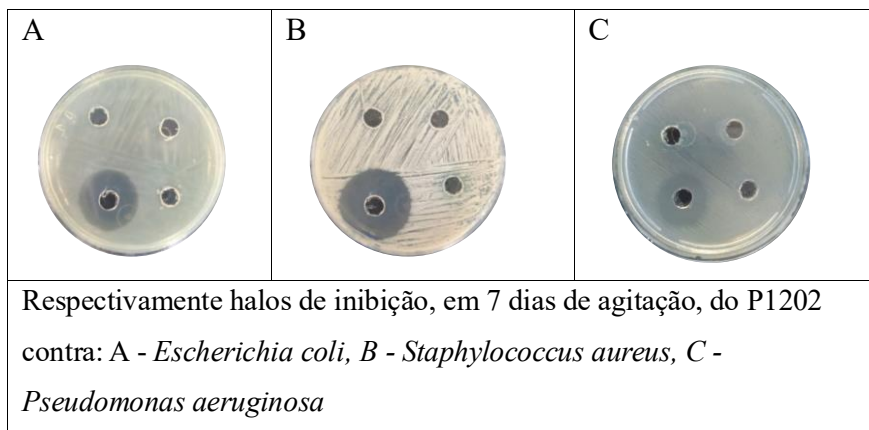 A
B
C
Respectivamente halos de inibição, em 7 dias de agitação, do P1202
contra: A - Escherichia coli, B - Staphylococcus aureus, C -
Pseudomonas aeruginosa